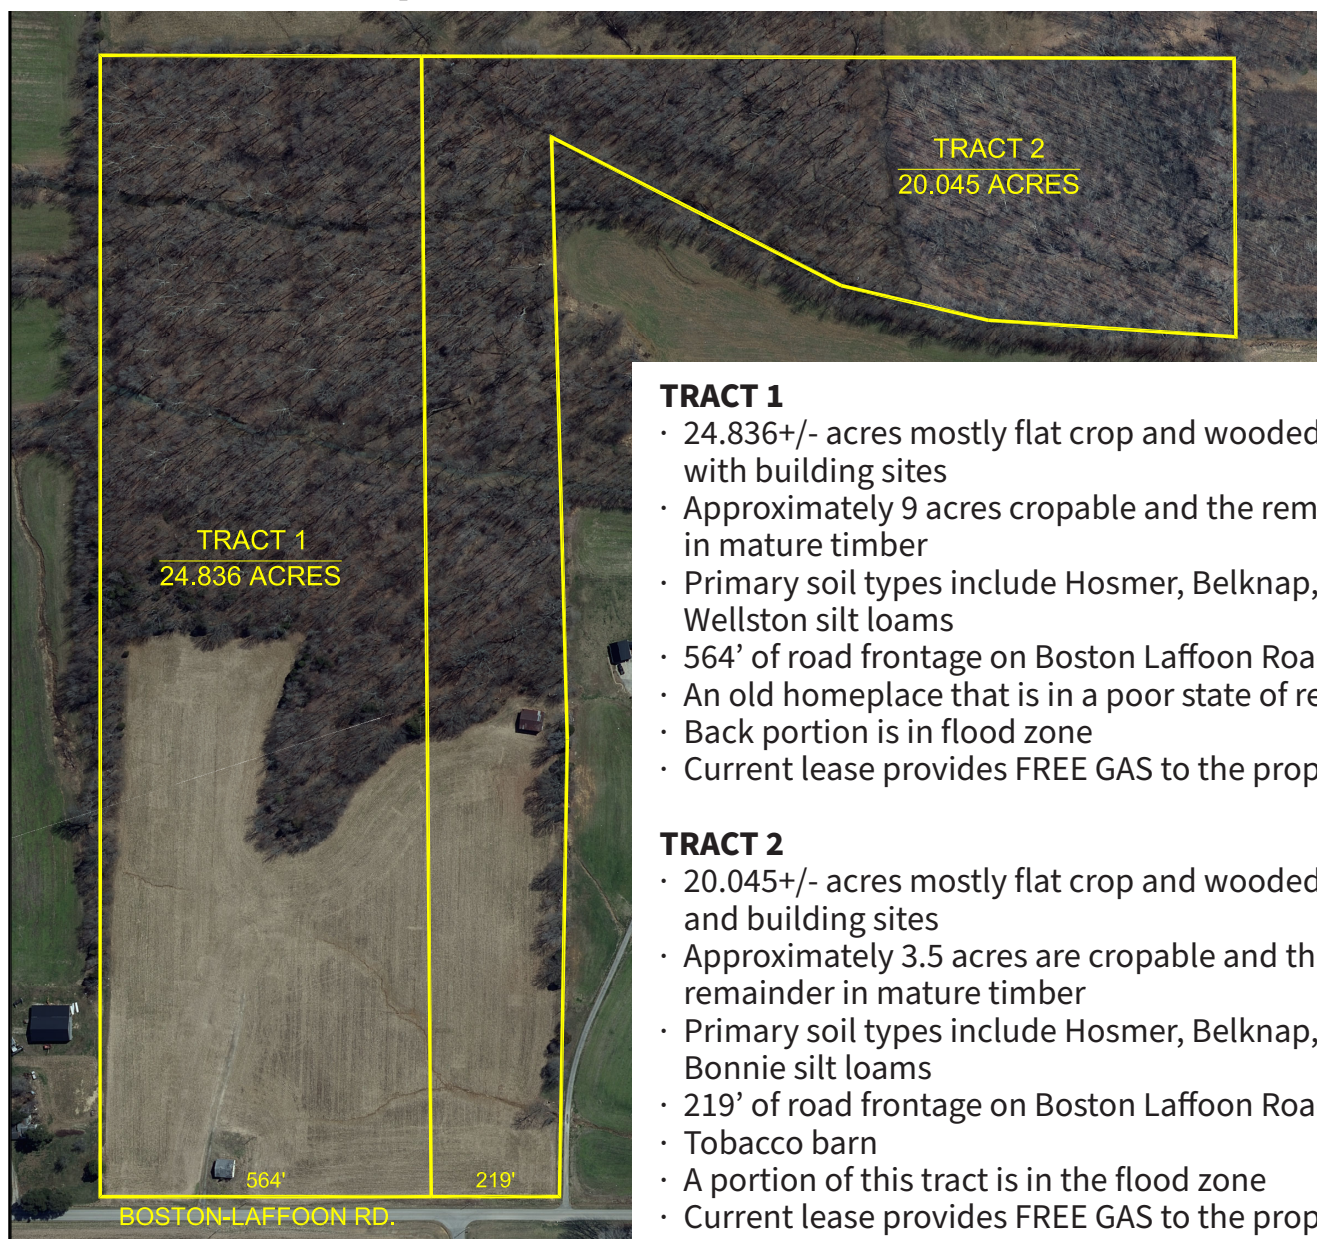 TRACT 2
20.045 ACRES
TRACT 1
24.836 ACRES
564'
219'
BOSTON-LAFFOON RD.
TRACT 1
· 24.836+/- acres mostly flat crop and wooded
with building sites
· Approximately 9 acres cropable and the rem
in mature timber
· Primary soil types include Hosmer, Belknap,
Wellston silt loams
· 564’ of road frontage on Boston Laffoon Roa
· An old homeplace that is in a poor state of re
· Back portion is in flood zone
· Current lease provides FREE GAS to the prop
TRACT 2
· 20.045+/- acres mostly flat crop and wooded
and building sites
· Approximately 3.5 acres are cropable and th
remainder in mature timber
· Primary soil types include Hosmer, Belknap,
Bonnie silt loams
· 219’ of road frontage on Boston Laffoon Roa
· Tobacco barn
· A portion of this tract is in the flood zone
· Current lease provides FREE GAS to the prop